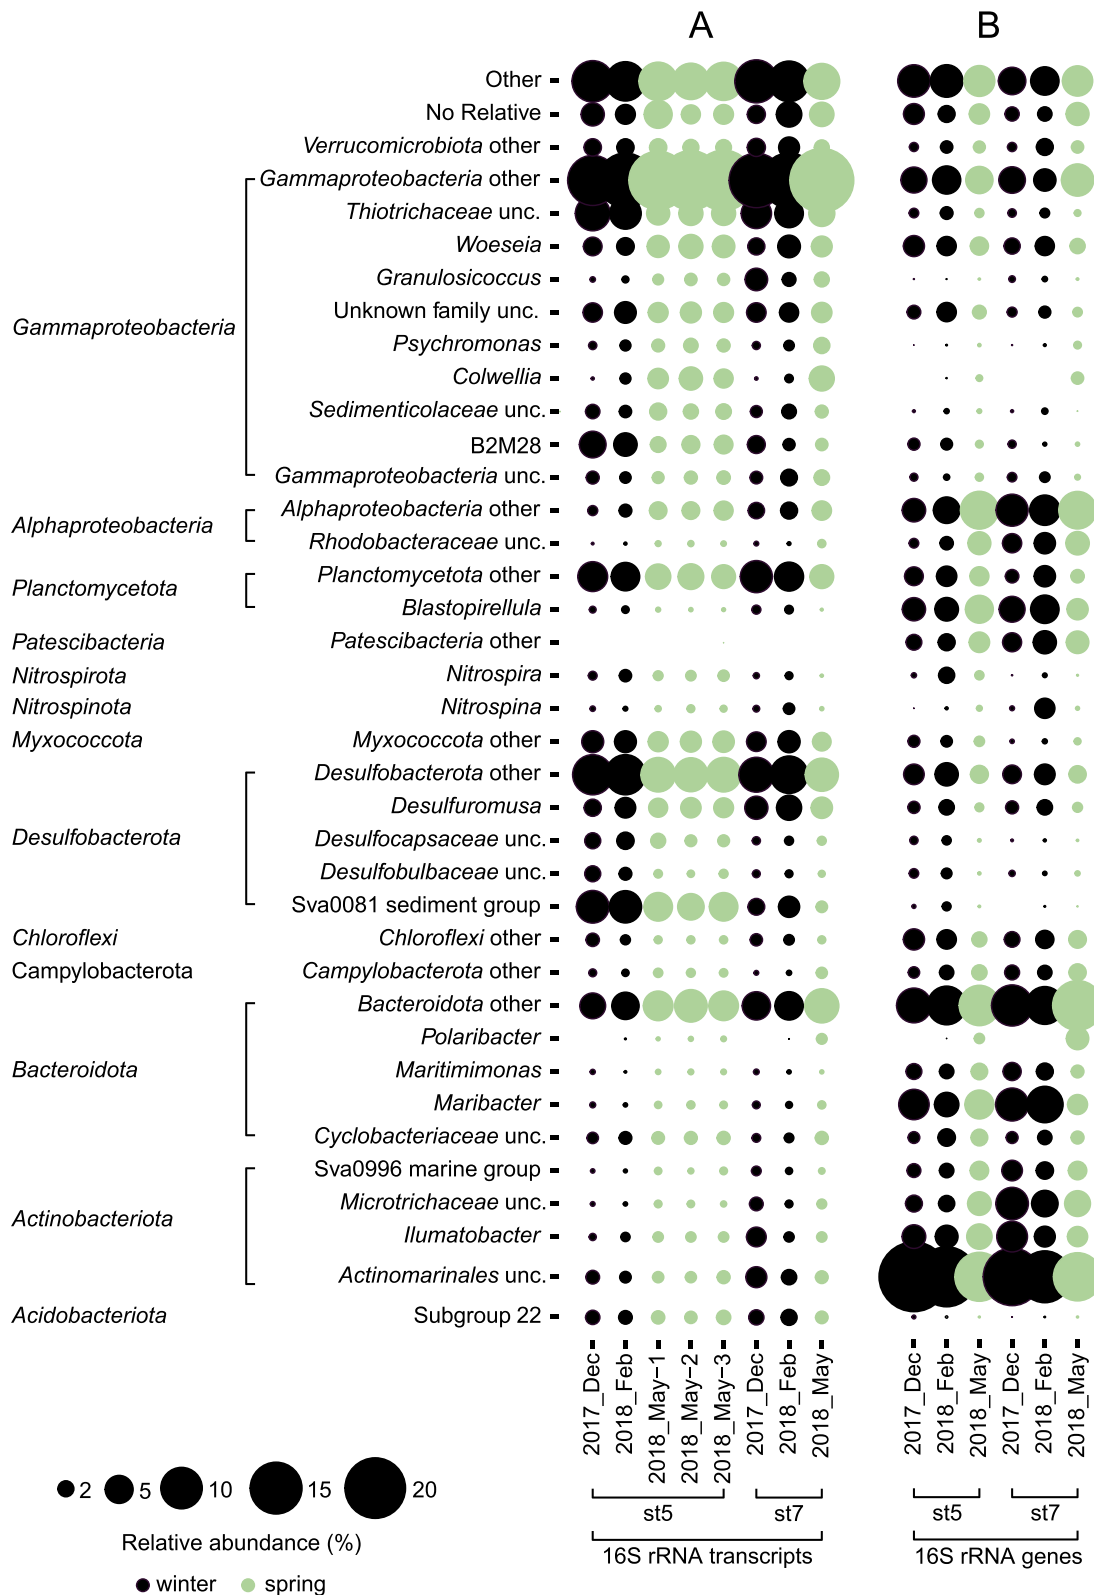 A
B
Other
No Relative
Verrucomicrobiota other
Gammaproteobacteria other
Thiotrichaceae unc.
Woeseia
Granulosicoccus
Gammaproteobacteria
Unknown family unc.
Psychromonas
Colwellia
Sedimenticolaceae unc.
B2M28
Gammaproteobacteria unc.
Alphaproteobacteria
Alphaproteobacteria other
Rhodobacteraceae unc.
Planctomycetota
Planctomycetota other
Blastopirellula
Patescibacteria
Patescibacteria other
Nitrospirota
Nitrospira
Nitrospinota
Nitrospina
Myxococcota
Myxococcota other
Desulfobacterota other
Desulfuromusa
Desulfobacterota
Desulfocapsaceae unc.
Desulfobulbaceae unc.
Sva0081 sediment group
Chloroflexi
Chloroflexi other
Campylobacterota
Campylobacterota other
Bacteroidota other
Polaribacter
Bacteroidota
Maritimimonas
Maribacter
Cyclobacteriaceae unc.
Sva0996 marine group
Microtrichaceae unc.
Actinobacteriota
Ilumatobacter
Actinomarinales unc.
Acidobacteriota
Subgroup 22
2017_Dec
2018_Feb
2018_May-1
2018_May-2
2018_May-3
2017_Dec
2018_Feb
2018_May
2017_Dec
2018_Feb
2018_May
2017_Dec
2018_Feb
2018_May
st5
st7
st5
st7
16S rRNA transcripts
16S rRNA genes
2 5 10 15 20
Relative abundance (%)
winter spring